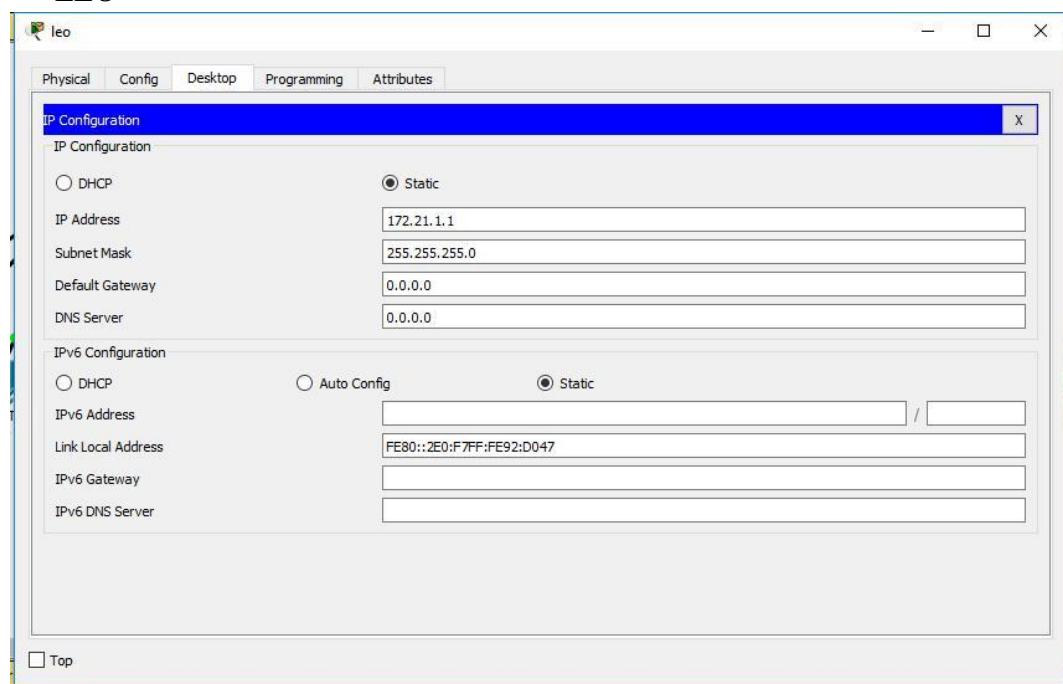 leo
Physical Config Desktop Programming Attributes
IP Configuration X
IP Configuration
DHCP Static
IP Address 172.21.1.1
Subnet Mask 255.255.255.0
Default Gateway 0.0.0.0
DNS Server 0.0.0.0
IPv6 Configuration
DHCP Auto Config Static
IPv6 Address /
Link Local Address FE80::2E0:F7FF:FE92:D047
IPv6 Gateway
IPv6 DNS Server
Top